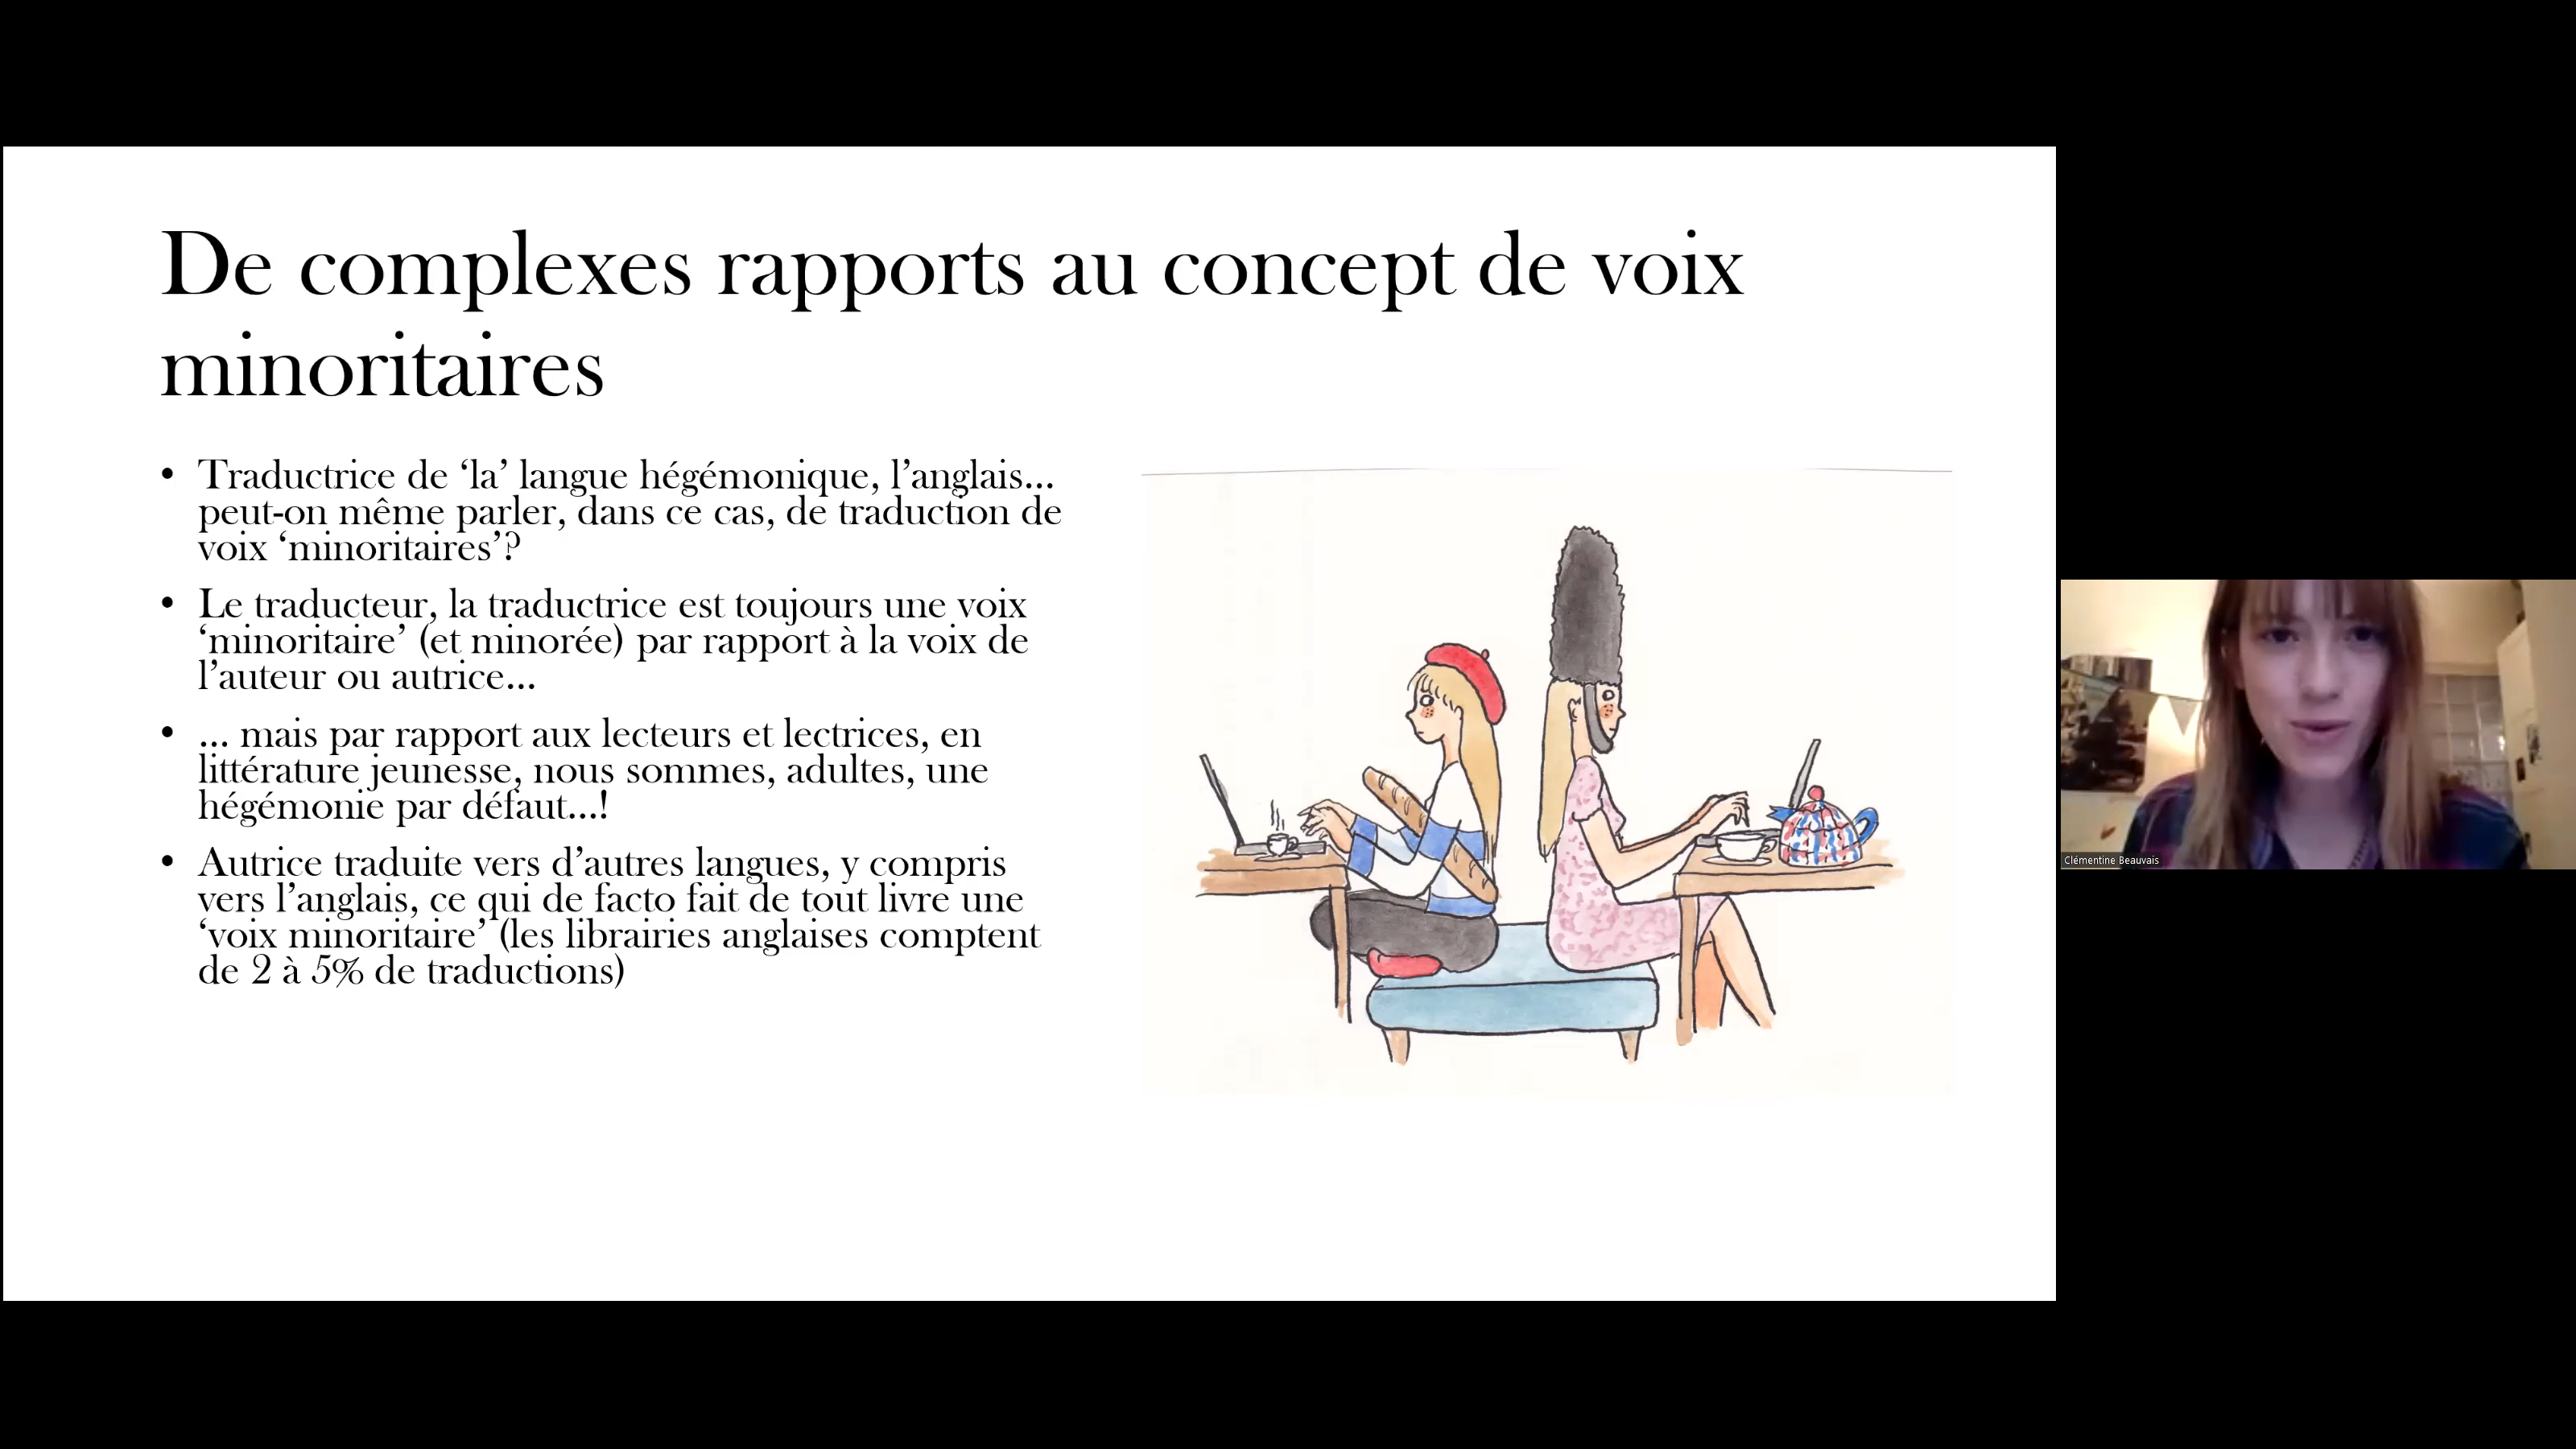 De complexes rapports au concept de voix
minoritaires
• Traductrice de ‘la’ langue hégémonique, l’anglais…
peut-on même parler, dans ce cas, de traduction de
voix ‘minoritaires’?
• Le traducteur, la traductrice est toujours une voix
‘minoritaire’ (et minorée) par rapport à la voix de
l’auteur ou autrice…
• … mais par rapport aux lecteurs et lectrices, en
littérature jeunesse, nous sommes, adultes, une
hégémonie par défaut…!
• Autrice traduite vers d’autres langues, y compris
vers l’anglais, ce qui de facto fait de tout livre une
‘voix minoritaire’ (les librairies anglaises comptent
de 2 à 5% de traductions)
Clémentine Beauvais